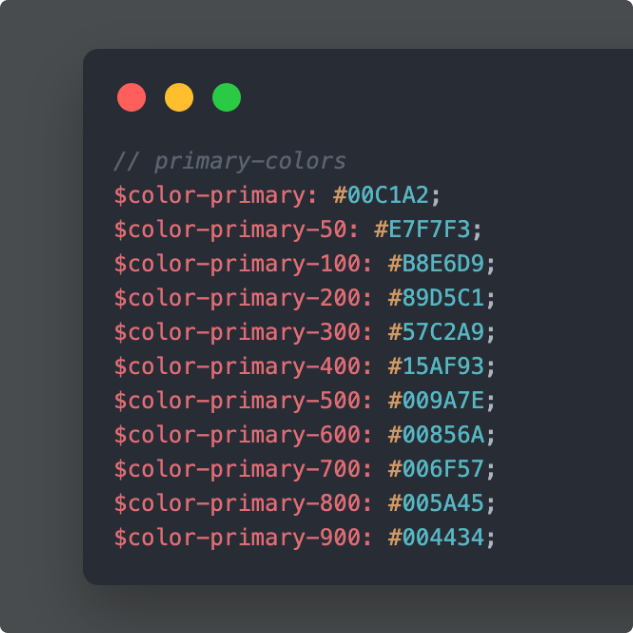 // primary-colors
$color-primary: #00C1A2;
$color-primary-50: #E7F7F3;
$color-primary-100: #B8E6D9;
$color-primary-200: #89D5C1;
$color-primary-300: #57C2A9;
$color-primary-400: #15AF93;
$color-primary-500: #009A7E;
$color-primary-600: #00856A;
$color-primary-700: #006F57;
$color-primary-800: #005A45;
$color-primary-900: #004434;